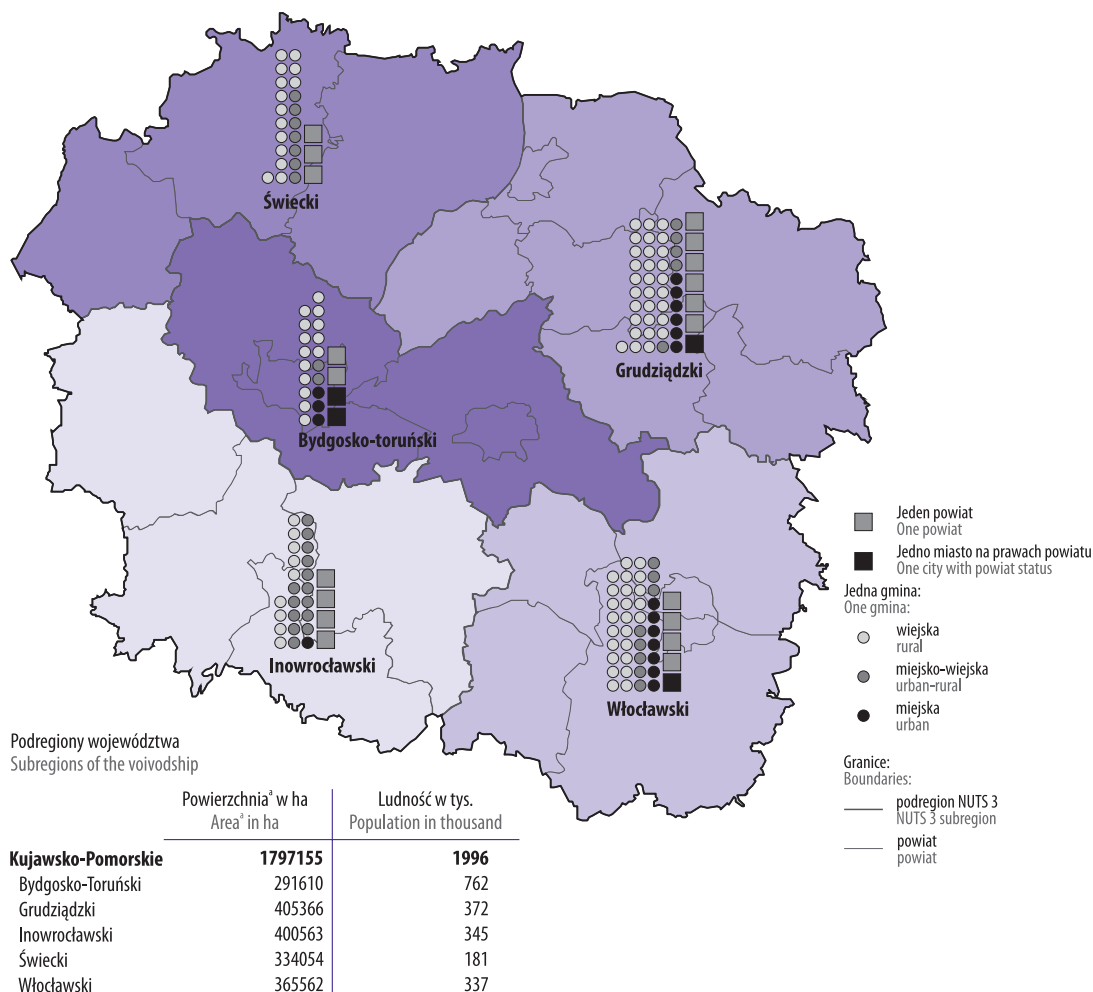 Świecki
Grudziądzki
Bydgosko-toruński
Inowrocławski
Włocławski
Jeden powiat
One powiat
Jedno miasto na prawach powiatu
One city with powiat status
Jedna gmina:
One gmina:
wiejska
rural
miejsko-wiejska
urban-rural
miejska
urban
Granice:
Boundaries:
podregion NUTS 3
NUTS 3 subregion
powiat
powiat
Podregiony województwa
Subregions of the voivodship
Powierzchniaª w ha Ludność w tys.
Areaª in ha Population in thousand
Kujawsko-Pomorskie 1797155 1996
Bydgosko-Toruński 291610 762
Grudziądzki 405366 372
Inowrocławski 400563 345
Świecki 334054 181
Włocławski 365562 337